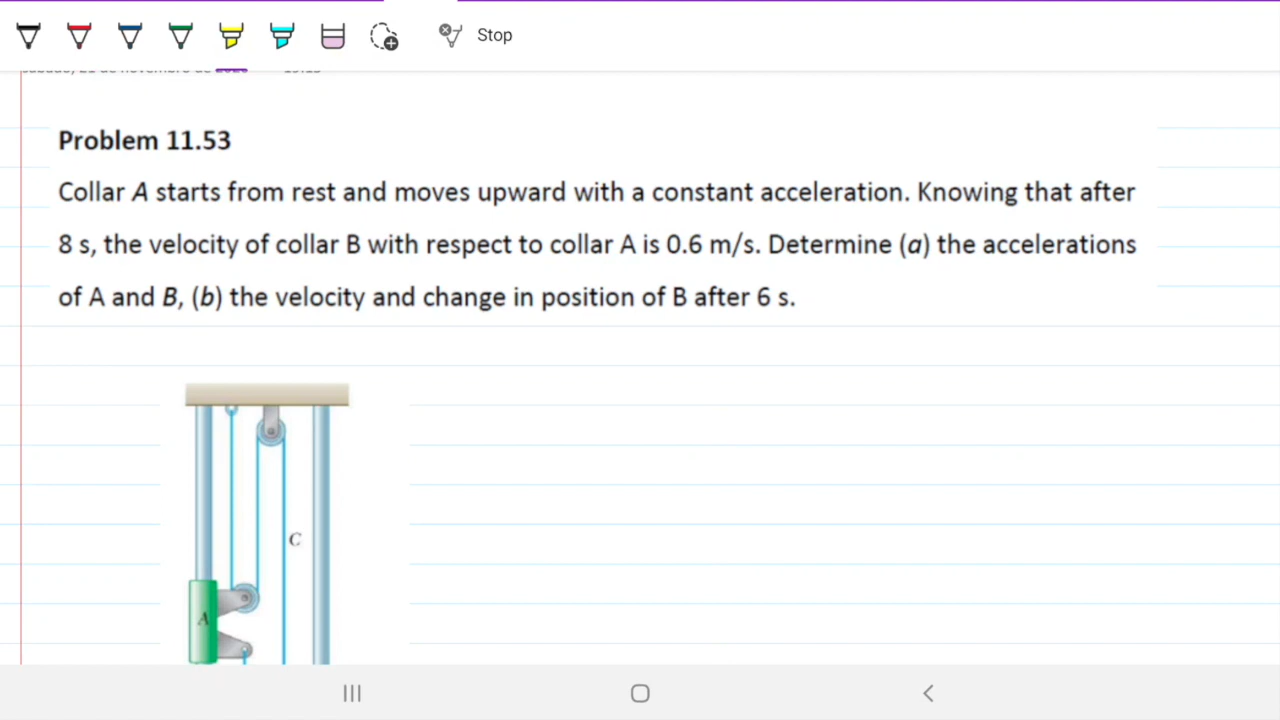 Stop
Problem 11.53
Collar A starts from rest and moves upward with a constant acceleration. Knowing that after
8 s, the velocity of collar B with respect to collar A is 0.6 m/s. Determine (a) the accelerations
of A and B, (b) the velocity and change in position of B after 6 s.
C
A